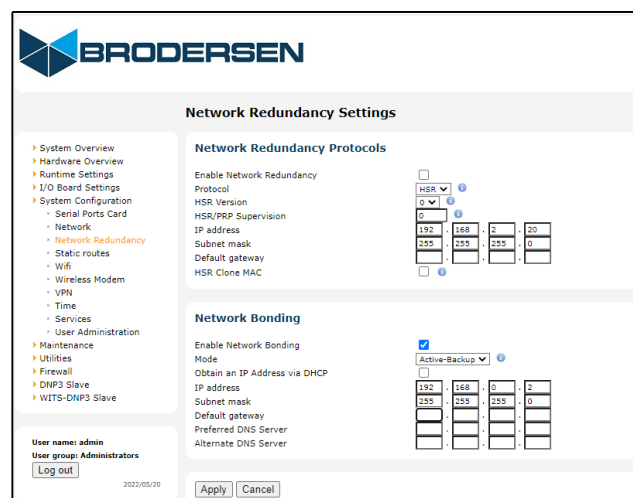 BRODERSEN
Network Redundancy Settings
System Overview
Hardware Overview
Runtime Settings
I/O Board Settings
System Configuration
Serial Ports Card
Network
Network Redundancy
Static routes
Wifi
Wireless Modem
VPN
Time
Services
User Administration
Maintenance
Utilities
Firewall
DNP3 Slave
WITS-DNP3 Slave
User name: admin
User group: Administrators
Log out
2022/05/20
Network Redundancy Protocols
Enable Network Redundancy
Protocol HSR
HSR Version 0
HSR/PRP Supervision 0
IP address 192 . 168 . 2 . 20
Subnet mask 255 . 255 . 255 . 0
Default gateway . . .
HSR Clone MAC
Network Bonding
Enable Network Bonding
Mode Active-Backup
Obtain an IP Address via DHCP
IP address 192 . 168 . 0 . 2
Subnet mask 255 . 255 . 255 . 0
Default gateway . . .
Preferred DNS Server . . .
Alternate DNS Server . . .
Apply Cancel